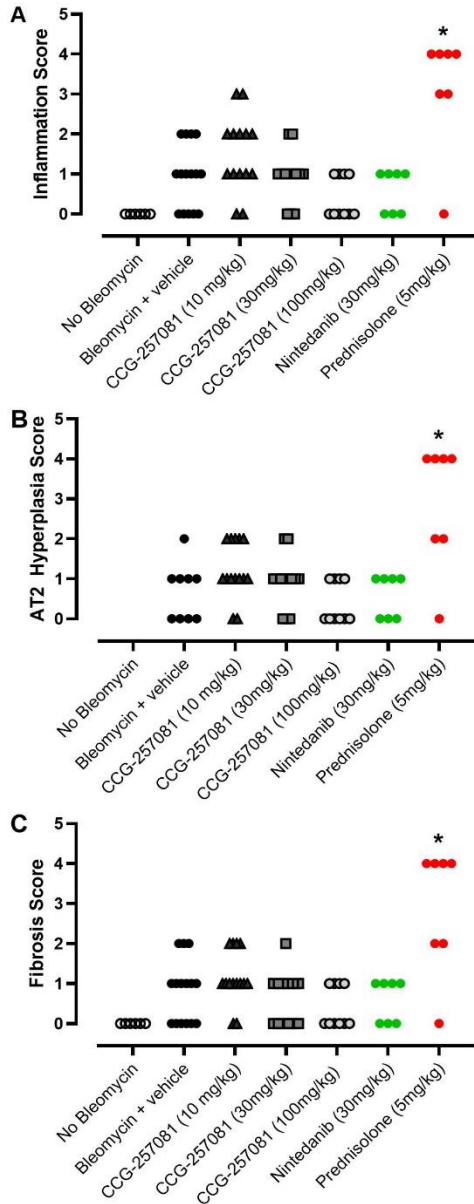 A
*
Inflammation Score
5
4
3
2
1
0
No Bleomycin
Bleomycin + vehicle
CCG-257081 (10 mg/kg)
CCG-257081 (30mg/kg)
CCG-257081 (100mg/kg)
Nintedanib (30mg/kg)
Prednisolone (5mg/kg)
B
*
AT2 Hyperplasia Score
5
4
3
2
1
0
No Bleomycin
Bleomycin + vehicle
CCG-257081 (10 mg/kg)
CCG-257081 (30mg/kg)
CCG-257081 (100mg/kg)
Nintedanib (30mg/kg)
Prednisolone (5mg/kg)
C
*
Fibrosis Score
5
4
3
2
1
0
No Bleomycin
Bleomycin + vehicle
CCG-257081 (10 mg/kg)
CCG-257081 (30mg/kg)
CCG-257081 (100mg/kg)
Nintedanib (30mg/kg)
Prednisolone (5mg/kg)